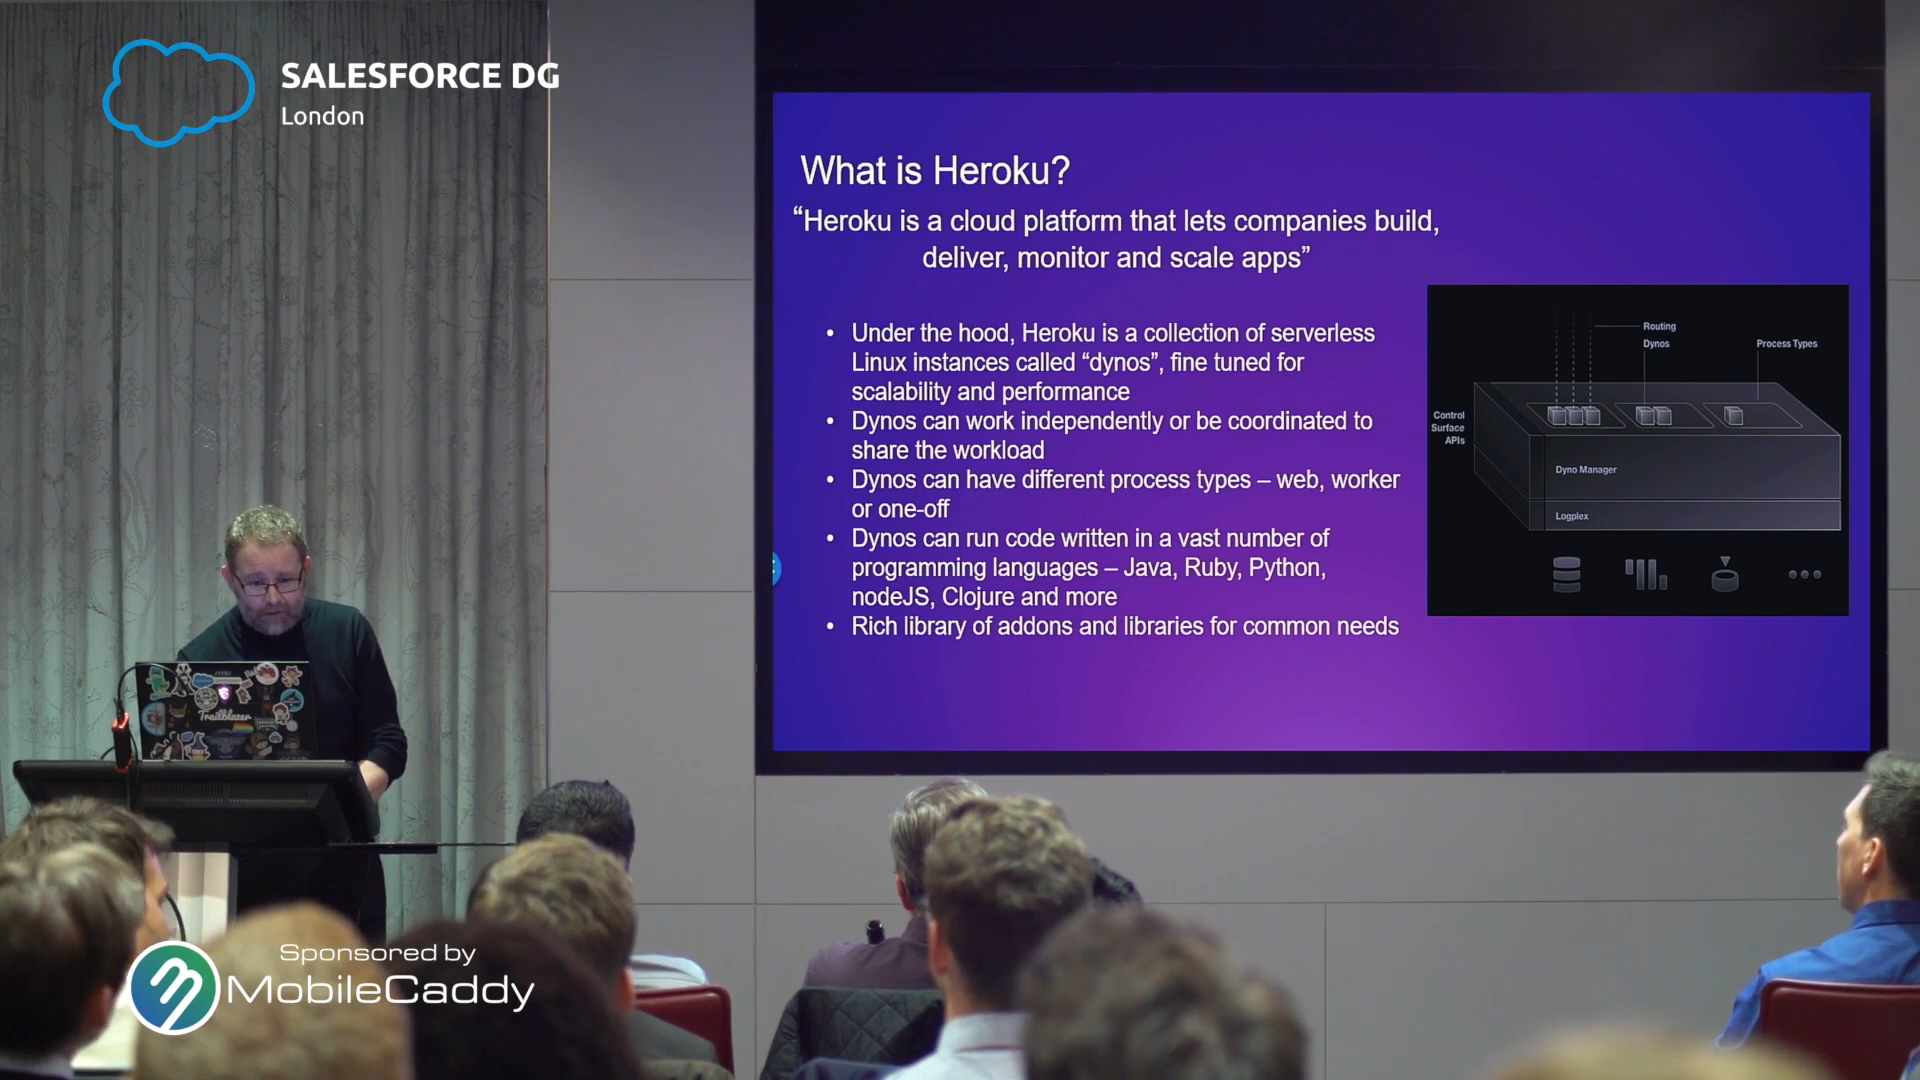 SALESFORCE DG
London
What is Heroku?
“Heroku is a cloud platform that lets companies build,
deliver, monitor and scale apps”
• Under the hood, Heroku is a collection of serverless
Linux instances called “dynos”, fine tuned for
scalability and performance
• Dynos can work independently or be coordinated to
share the workload
• Dynos can have different process types – web, worker
or one-off
• Dynos can run code written in a vast number of
programming languages – Java, Ruby, Python,
nodeJS, Clojure and more
• Rich library of addons and libraries for common needs
Routing
Dynos
Process Types
Control
Surface
APIs
Dyno Manager
Logplex
Trailblazer
Sponsored by
MobileCaddy